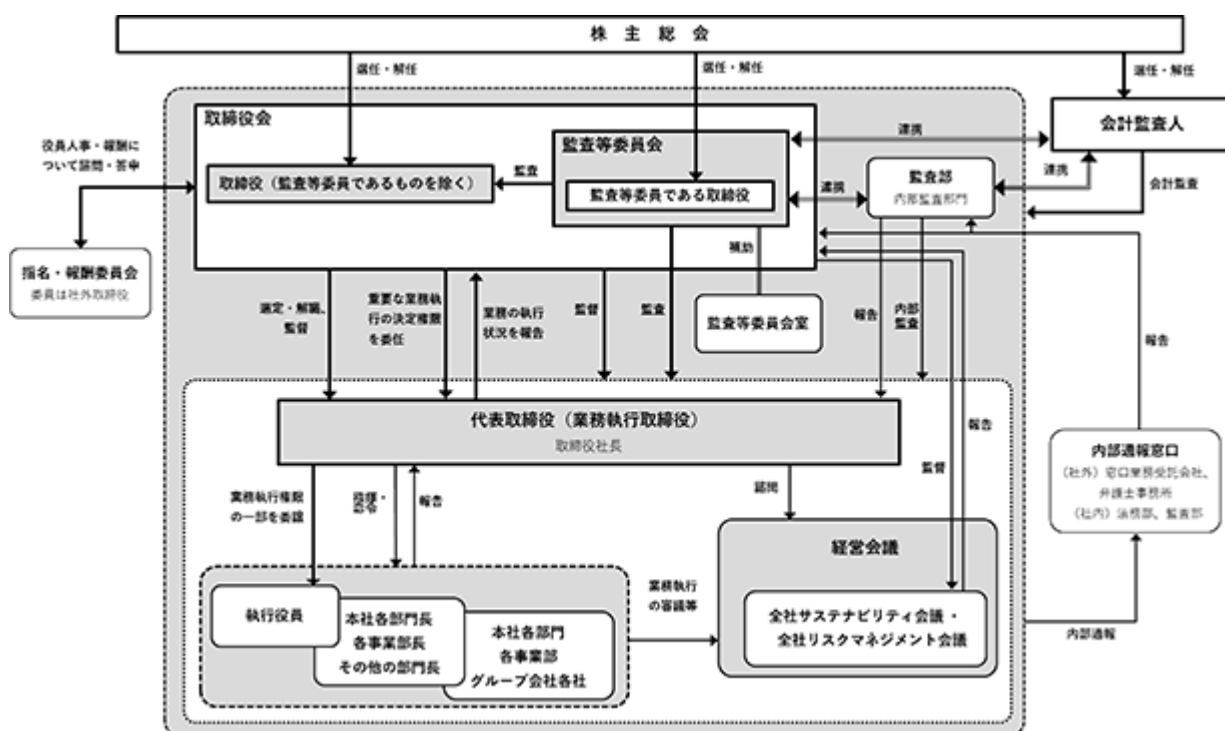 株主総会
選任・解任
選任・解任
選任・解任
取締役会
監査等委員会
会計監査人
連携
役員人事・報酬に
ついて諮問・答申
取締役（監査等委員であるものを除く）
監査
監査等委員である取締役
連携
監査部
内部監査部門
連携
会計監査
補助
指名・報酬委員会
委員は社外取締役
選定・解職、
監督
重要な業務執
行の決定権限
を委任
業務の執行
状況を報告
監督
監査
監査等委員会室
報告
内部
監査
報告
代表取締役（業務執行取締役）
取締役社長
報告
監督
内部通報窓口
（社外）窓口業務受託会社、
弁護士事務所
（社内）法務部、監査部
業務執行権限
の一部を委譲
指揮・
命令
報告
諮問
経営会議
業務執行
の審議等
執行役員
本社各部門長
各事業部長
その他の部門長
本社各部門
各事業部
グループ会社各社
全社サステナビリティ会議・
全社リスクマネジメント会議
内部通報